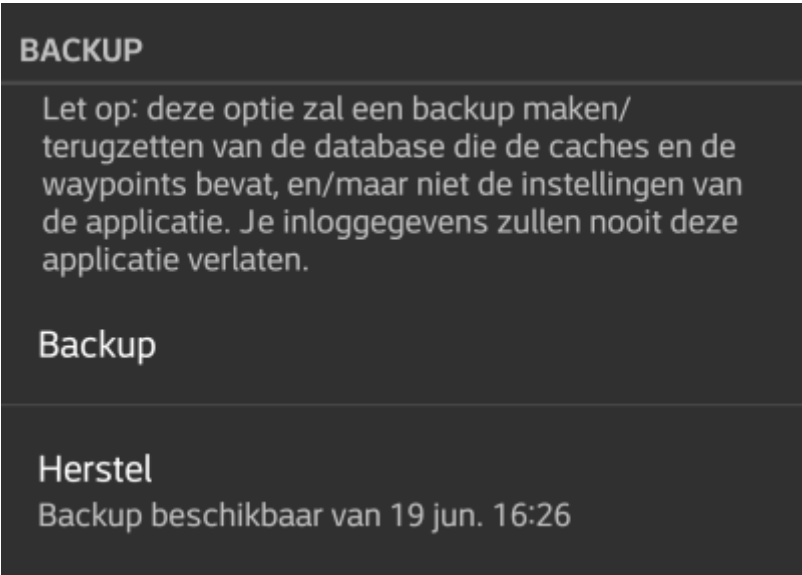 BACKUP
Let op: deze optie zal een backup maken/
terugzetten van de database die de caches en de
waypoints bevat, en/maar niet de instellingen van
de applicatie. Je inloggegevens zullen nooit deze
applicatie verlaten.
Backup
Herstel
Backup beschikbaar van 19 jun. 16:26